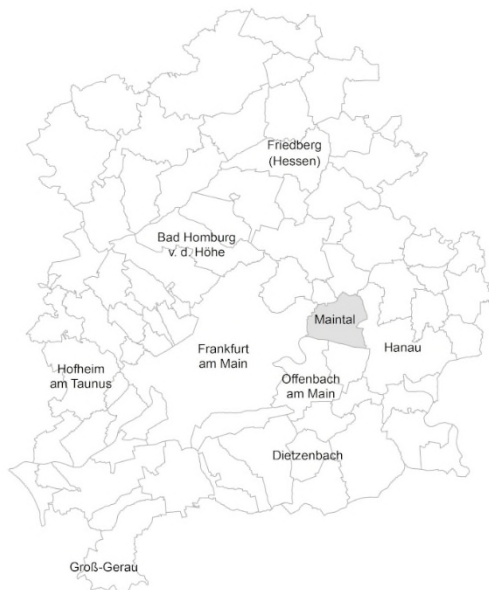 Friedberg
(Hessen)
Bad Homburg
v. d. Höhe
Maintal
Frankfurt
am Main
Hanau
Hofheim
am Taunus
Offenbach
am Main
Dietzenbach
Groß-Gerau